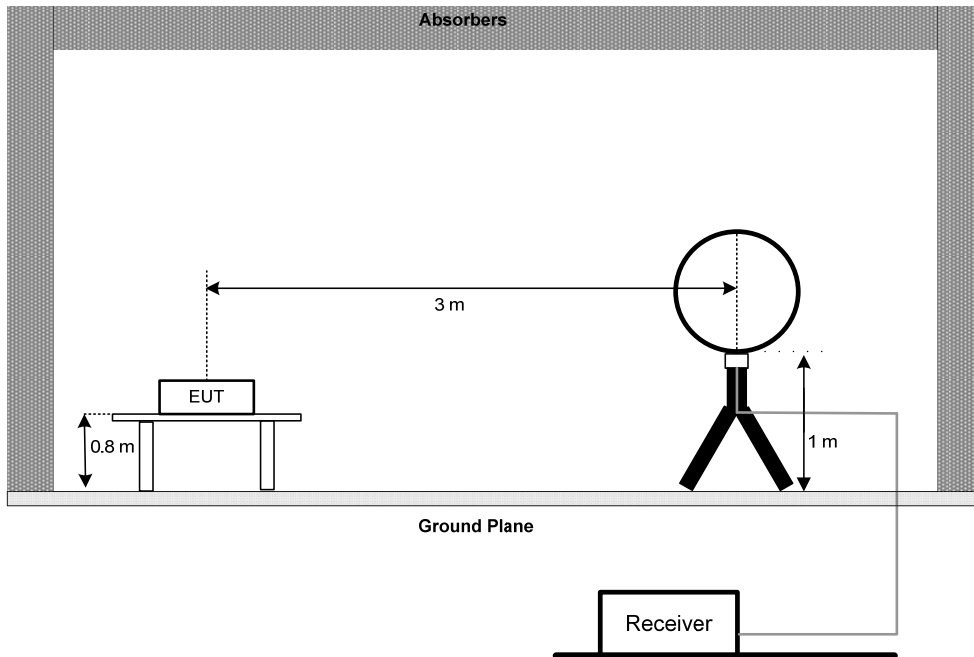 Absorbers
3 m
EUT
0.8 m
1 m
Ground Plane
Receiver